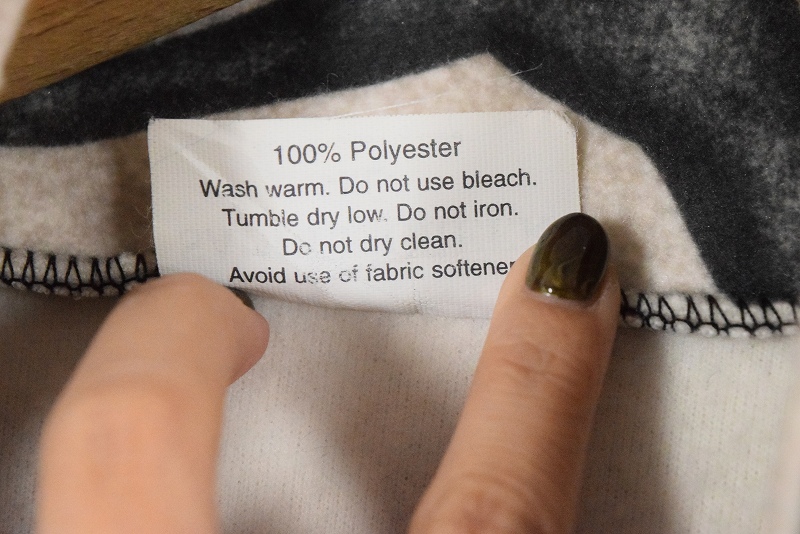 100% Polyester
Wash warm. Do not use bleach.
Tumble dry low. Do not iron.
Do not dry clean.
Avoid use of fabric softener